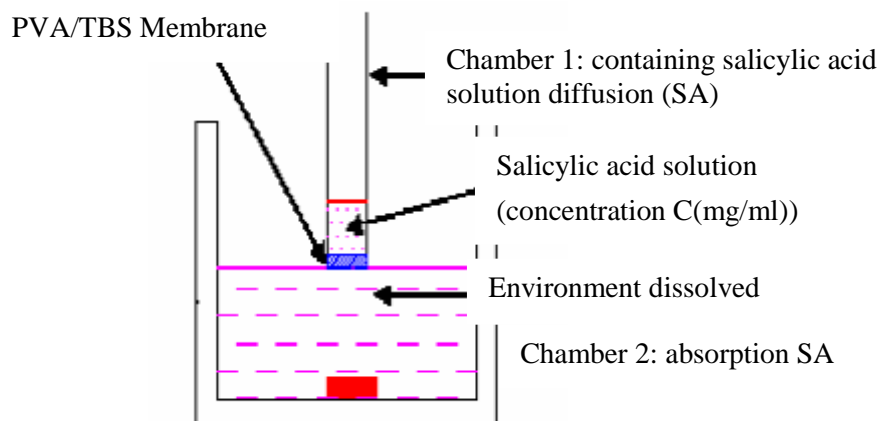 PVA/TBS Membrane
Chamber 1: containing salicylic acid
solution diffusion (SA)
Salicylic acid solution
(concentration C(mg/ml))
Environment dissolved
Chamber 2: absorption SA